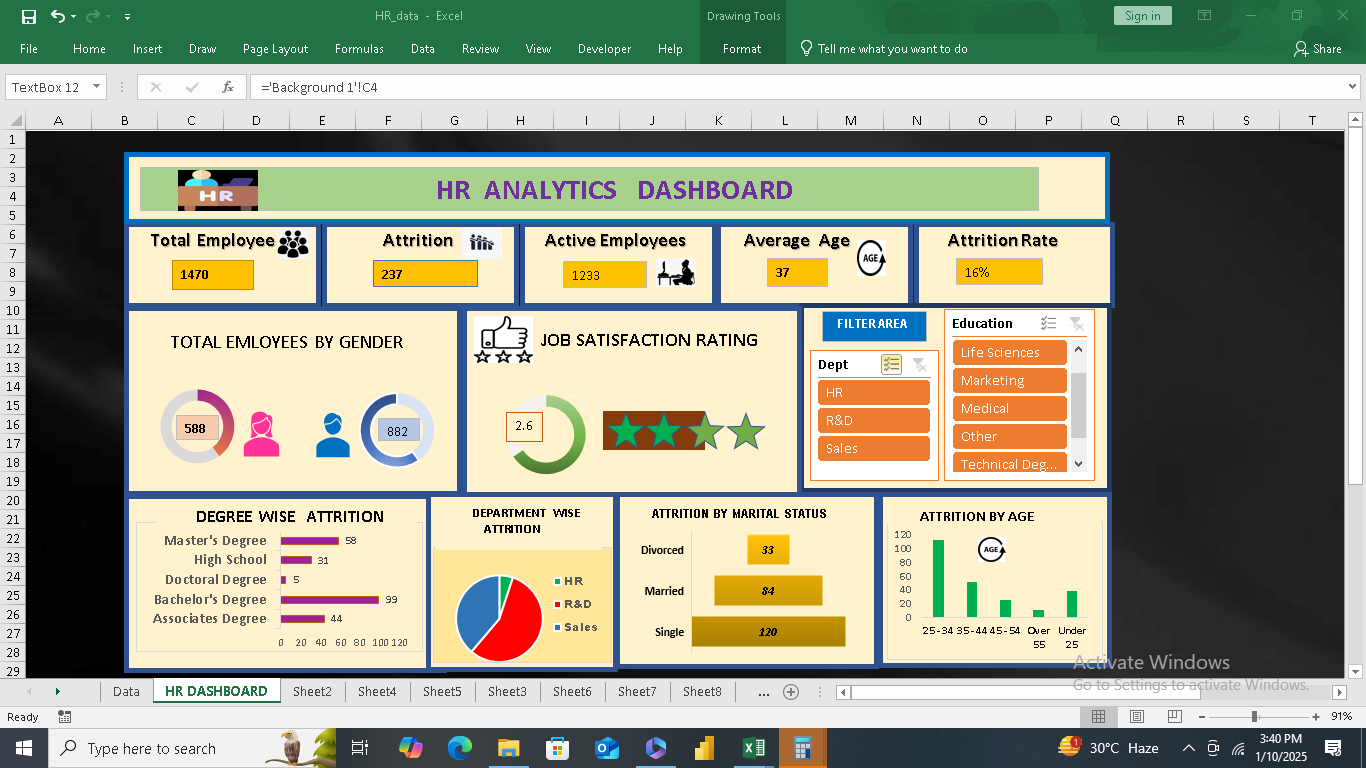 HR_data - Excel
Drawing Tools
Sign in
File Home Insert Draw Page Layout Formulas Data Review View Developer Help Format Tell me what you want to do Share
TextBox 12 fx ='Background 1'!C4
A B C D E F G H I J K L M N O P Q R S T
1
2
3
4
5
6
7
8
9
10
11
12
13
14
15
16
17
18
19
20
21
22
23
24
25
26
27
28
29
HR
HR ANALYTICS DASHBOARD
Total Employee
1470
Attrition
237
Active Employees
1233
Average Age
37
AGE
Attrition Rate
16%
TOTAL EMLOYEES BY GENDER
588
882
JOB SATISFACTION RATING
2.6
FILTER AREA
Dept
HR
R&D
Sales
Education
Life Sciences
Marketing
Medical
Other
Technical Deg...
DEGREE WISE ATTRITION
Master's Degree 58
High School 31
Doctoral Degree 5
Bachelor's Degree 99
Associates Degree 44
0 20 40 60 80 100 120
DEPARTMENT WISE
ATTRITION
HR
R&D
Sales
ATTRITION BY MARITAL STATUS
Divorced 33
Married 84
Single 120
ATTRITION BY AGE
AGE
120
100
80
60
40
20
0
25-34 35-44 45-54 Over Under
55 25
Activate Windows
Go to Settings to activate Windows.
Data HR DASHBOARD Sheet2 Sheet4 Sheet5 Sheet3 Sheet6 Sheet7 Sheet8 ...
Ready 91%
Type here to search
1
30°C Haze
3:40 PM
1/10/2025